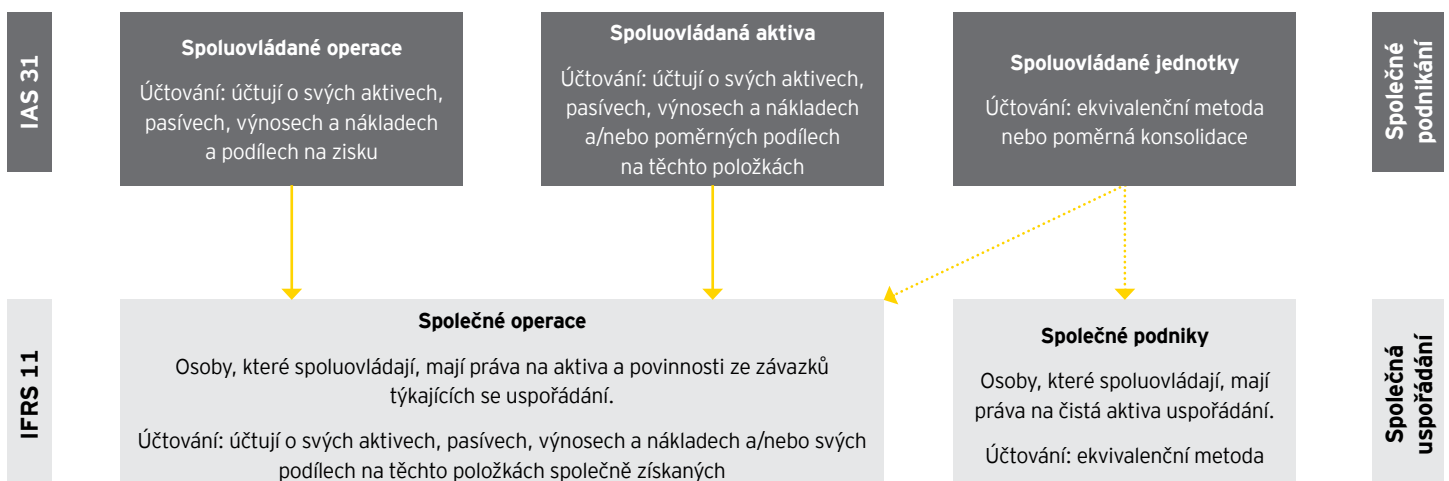 IAS 31
Spoluovládané operace
Účtování: účtují o svých aktivech,
pasívech, výnosech a nákladech
a podílech na zisku
Spoluovládaná aktiva
Účtování: účtují o svých aktivech,
pasívech, výnosech a nákladech
a/nebo poměrných podílech
na těchto položkách
Spoluovládané jednotky
Účtování: ekvivalenční metoda
nebo poměrná konsolidace
Společné
podnikání
IFRS 11
Společné operace
Osoby, které spoluovládají, mají práva na aktiva a povinnosti ze závazků
týkajících se uspořádání.
Účtování: účtují o svých aktivech, pasívech, výnosech a nákladech a/nebo svých
podílech na těchto položkách společně získaných
Společné podniky
Osoby, které spoluovládají, mají
práva na čistá aktiva uspořádání.
Účtování: ekvivalenční metoda
Společná
uspořádání